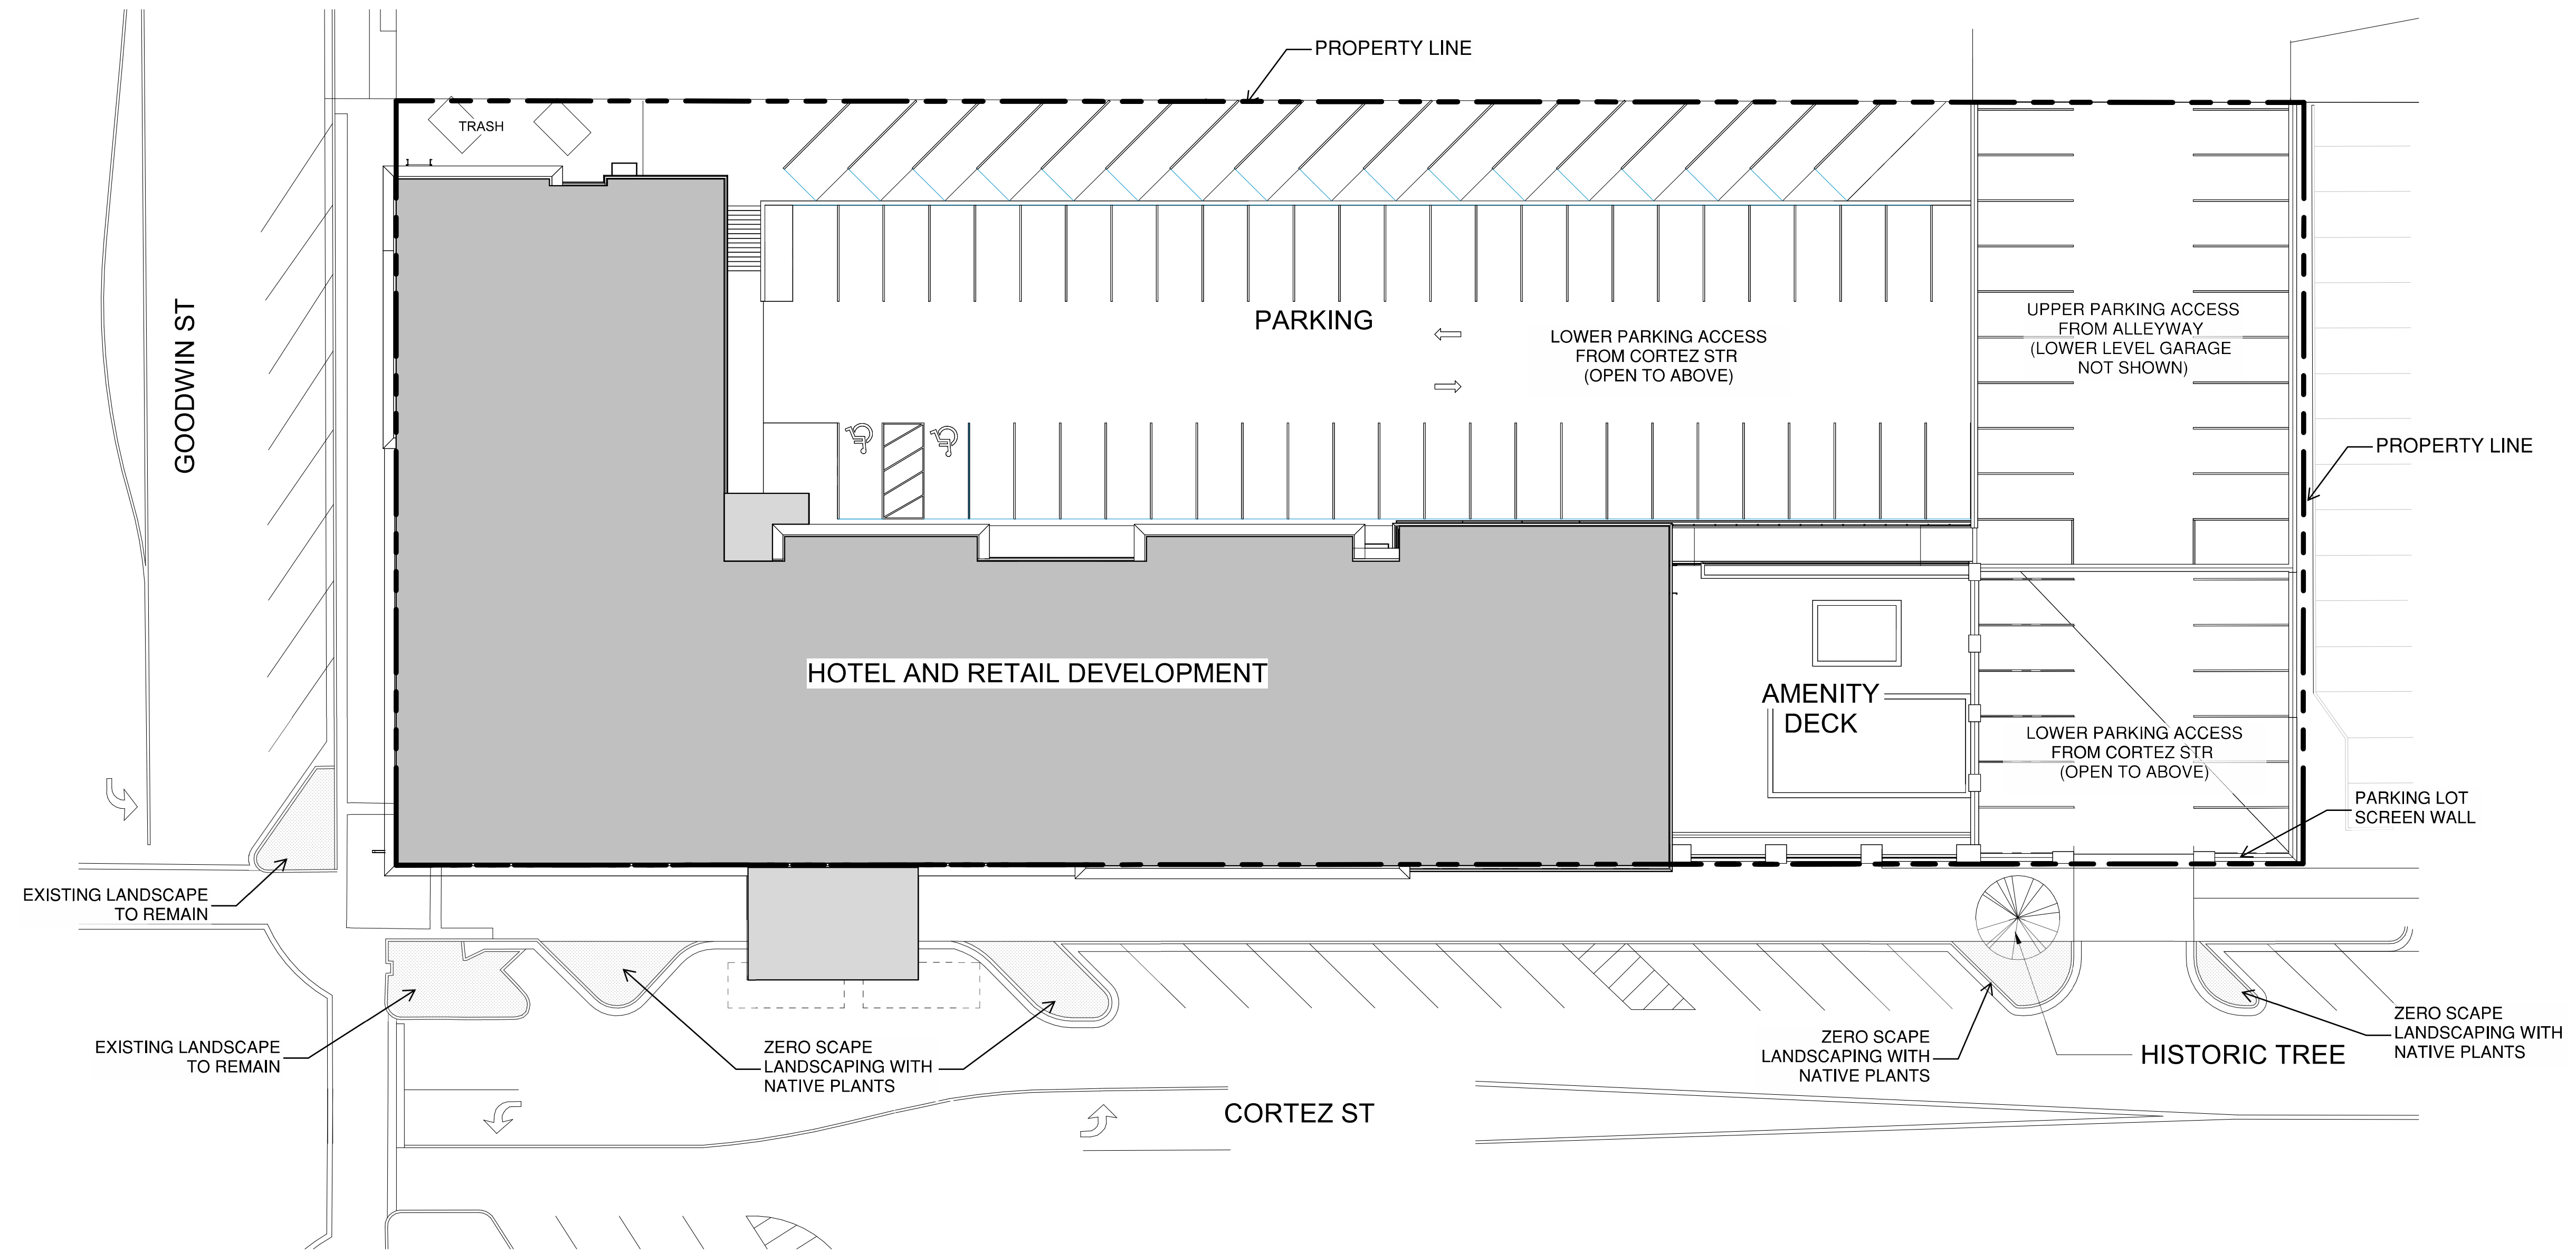 PROPERTY LINE
TRASH
GOODWIN ST
PARKING
LOWER PARKING ACCESS
FROM CORTEZ STR
(OPEN TO ABOVE)
UPPER PARKING ACCESS
FROM ALLEYWAY
(LOWER LEVEL GARAGE
NOT SHOWN)
PROPERTY LINE
HOTEL AND RETAIL DEVELOPMENT
AMENITY
DECK
LOWER PARKING ACCESS
FROM CORTEZ STR
(OPEN TO ABOVE)
PARKING LOT
SCREEN WALL
EXISTING LANDSCAPE
TO REMAIN
EXISTING LANDSCAPE
TO REMAIN
ZERO SCAPE
LANDSCAPING WITH
NATIVE PLANTS
ZERO SCAPE
LANDSCAPING WITH
NATIVE PLANTS
HISTORIC TREE
ZERO SCAPE
LANDSCAPING WITH
NATIVE PLANTS
CORTEZ ST